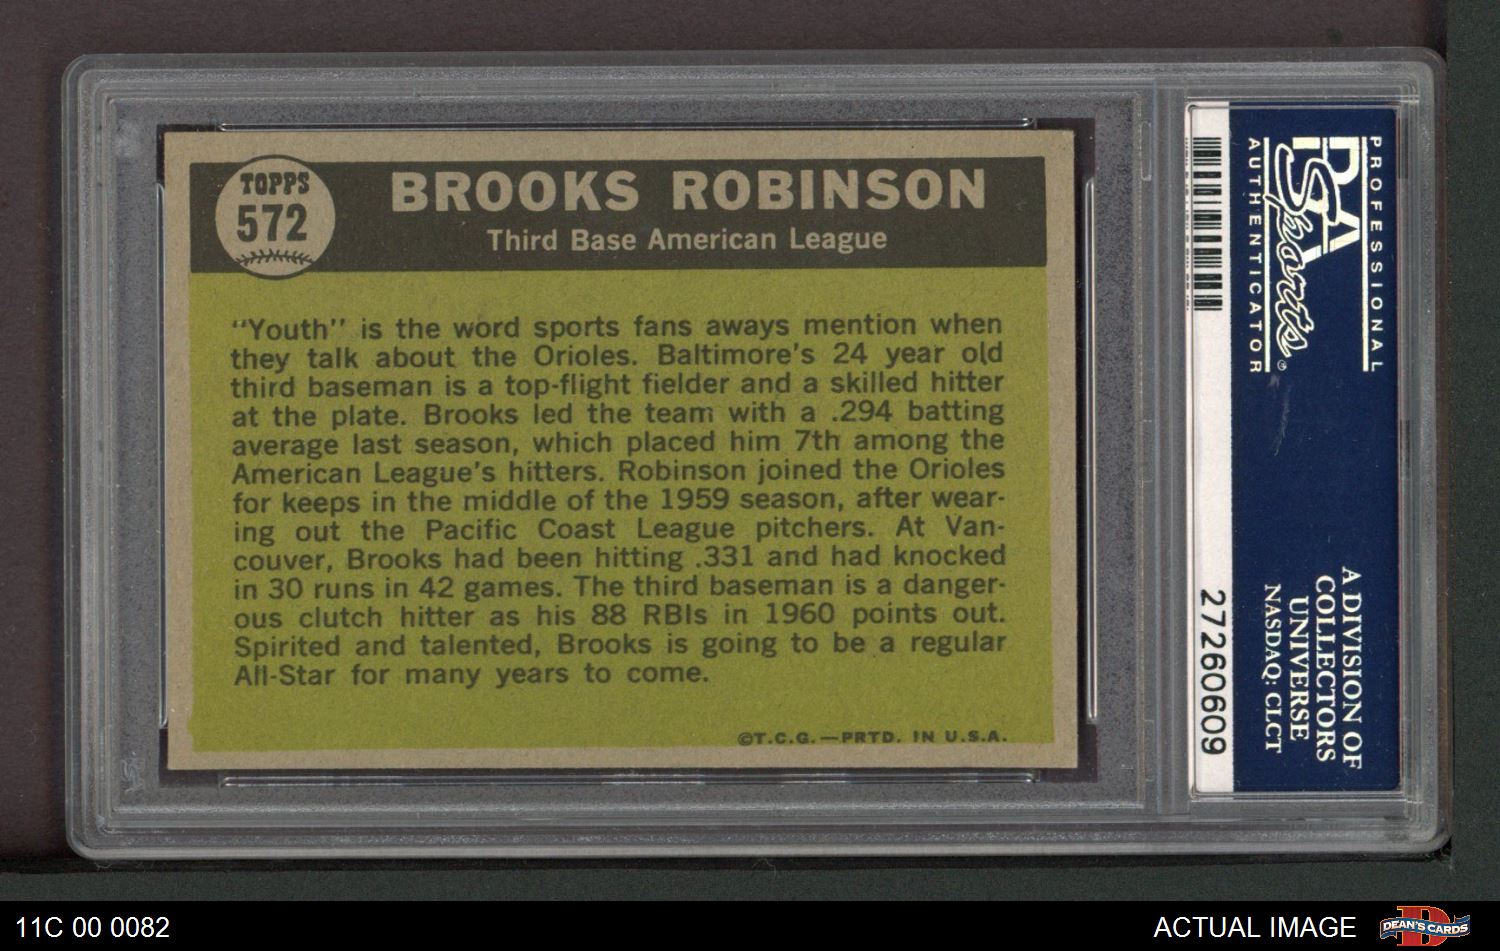 TOPPS
572
BROOKS ROBINSON
Third Base American League
"Youth" is the word sports fans aways mention when
they talk about the Orioles. Baltimore's 24 year old
third baseman is a top-flight fielder and a skilled hitter
at the plate. Brooks led the team with a .294 batting
average last season, which placed him 7th among the
American League's hitters. Robinson joined the Orioles
for keeps in the middle of the 1959 season, after wear-
ing out the Pacific Coast League pitchers. At Van-
couver, Brooks had been hitting .331 and had knocked
in 30 runs in 42 games. The third baseman is a danger-
ous clutch hitter as his 88 RBIs in 1960 points out.
Spirited and talented, Brooks is going to be a regular
All-Star for many years to come.
©T.C.G.—PRTD. IN U.S.A.
PROFESSIONAL
PSA
Sports®
AUTHENTICATOR
A DIVISION OF
COLLECTORS
UNIVERSE
NASDAQ: CLCT
27260609
11C 00 0082
ACTUAL IMAGE
DEAN'S CARDS